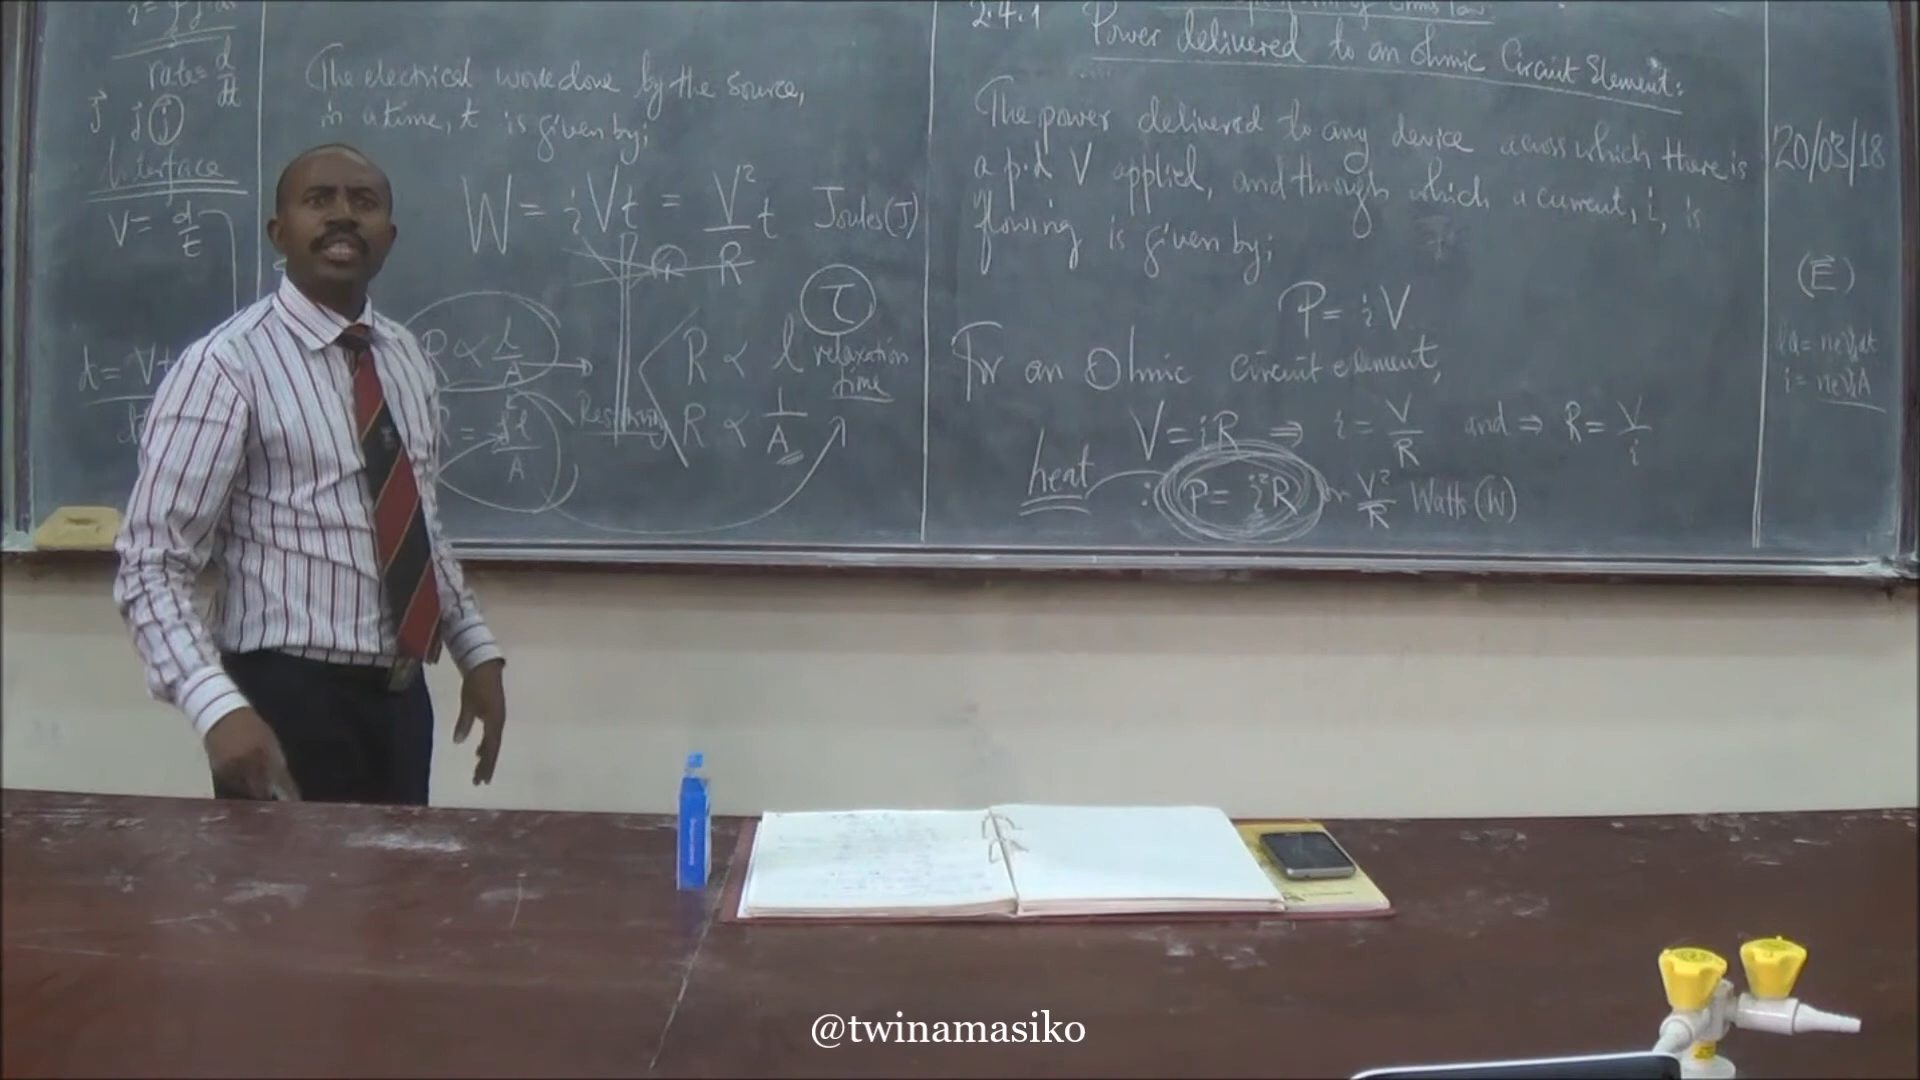 rate = d/dt
Interface
V = d/t
The electrical work done by the source,
in a time, t is given by;
W = iVt = V²/R t Joules (J)
R ∝ l/A
R ∝ l
τ
relaxation
time
R ∝ 1/A
2.4.1 Power delivered to an Ohmic Circuit Element:
The power delivered to any device across which there is
a p.d V applied, and through which a current, i, is
flowing is given by;
P = iV
For an Ohmic circuit element,
V = iR ⇒ i = V/R and ⇒ R = V/i
heat
∴ P = i²R or V²/R Watts (W)
20/03/18
(E⃗)
@twinamasiko